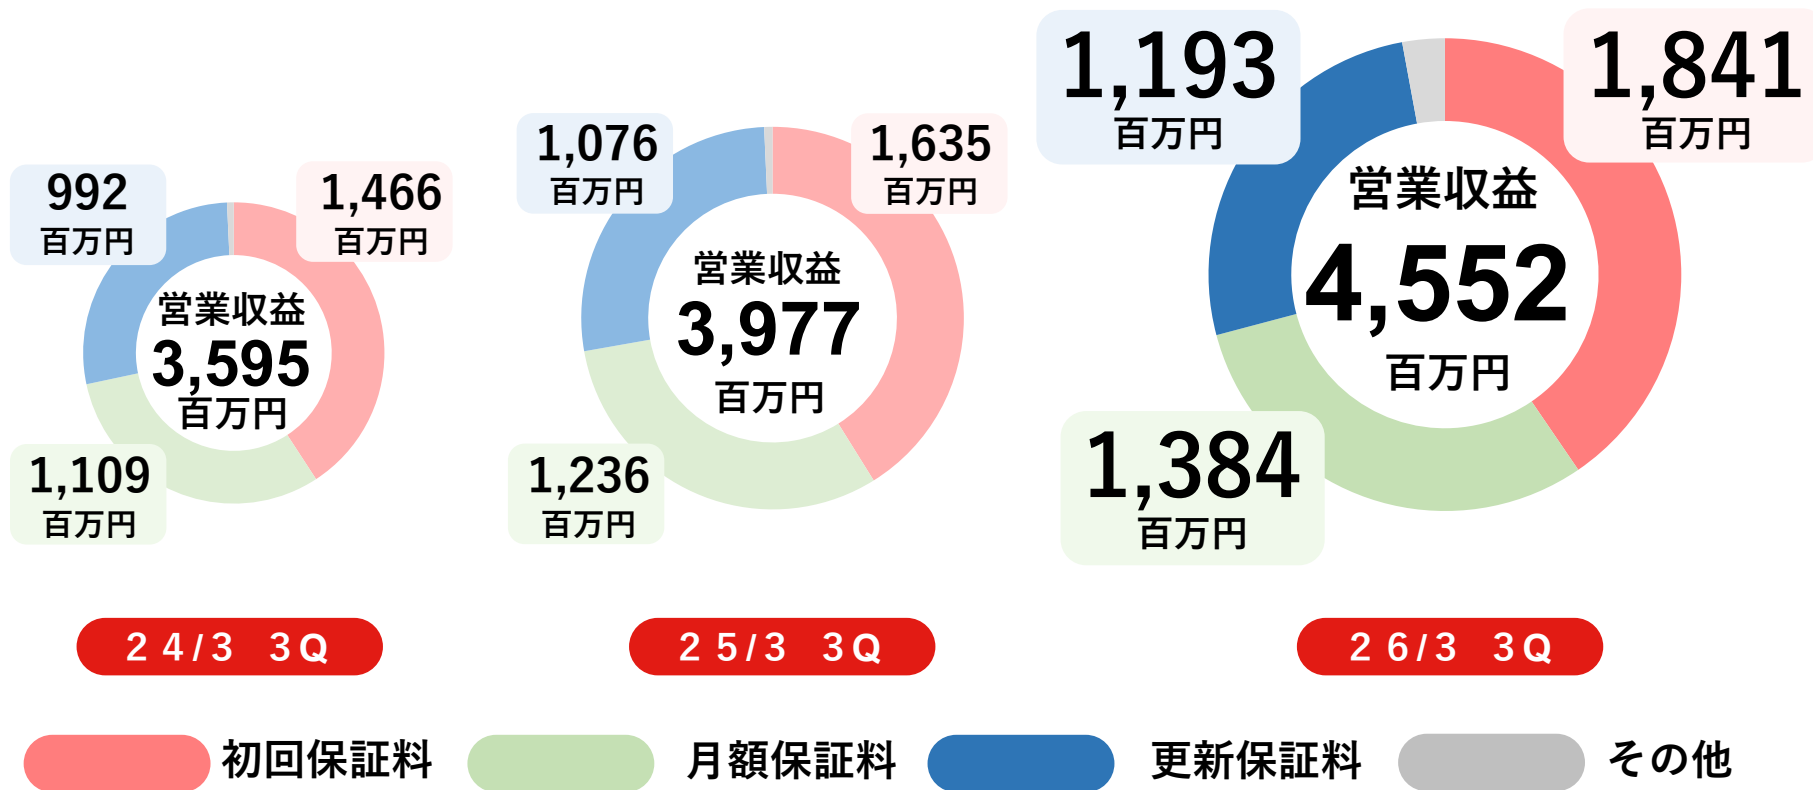 992
百万円
1,466
百万円
営業収益
3,595
百万円
1,109
百万円
1,076
百万円
1,635
百万円
営業収益
3,977
百万円
1,236
百万円
1,193
百万円
1,841
百万円
営業収益
4,552
百万円
1,384
百万円
２４/３ ３Q
２５/３ ３Q
２６/３ ３Q
初回保証料
月額保証料
更新保証料
その他